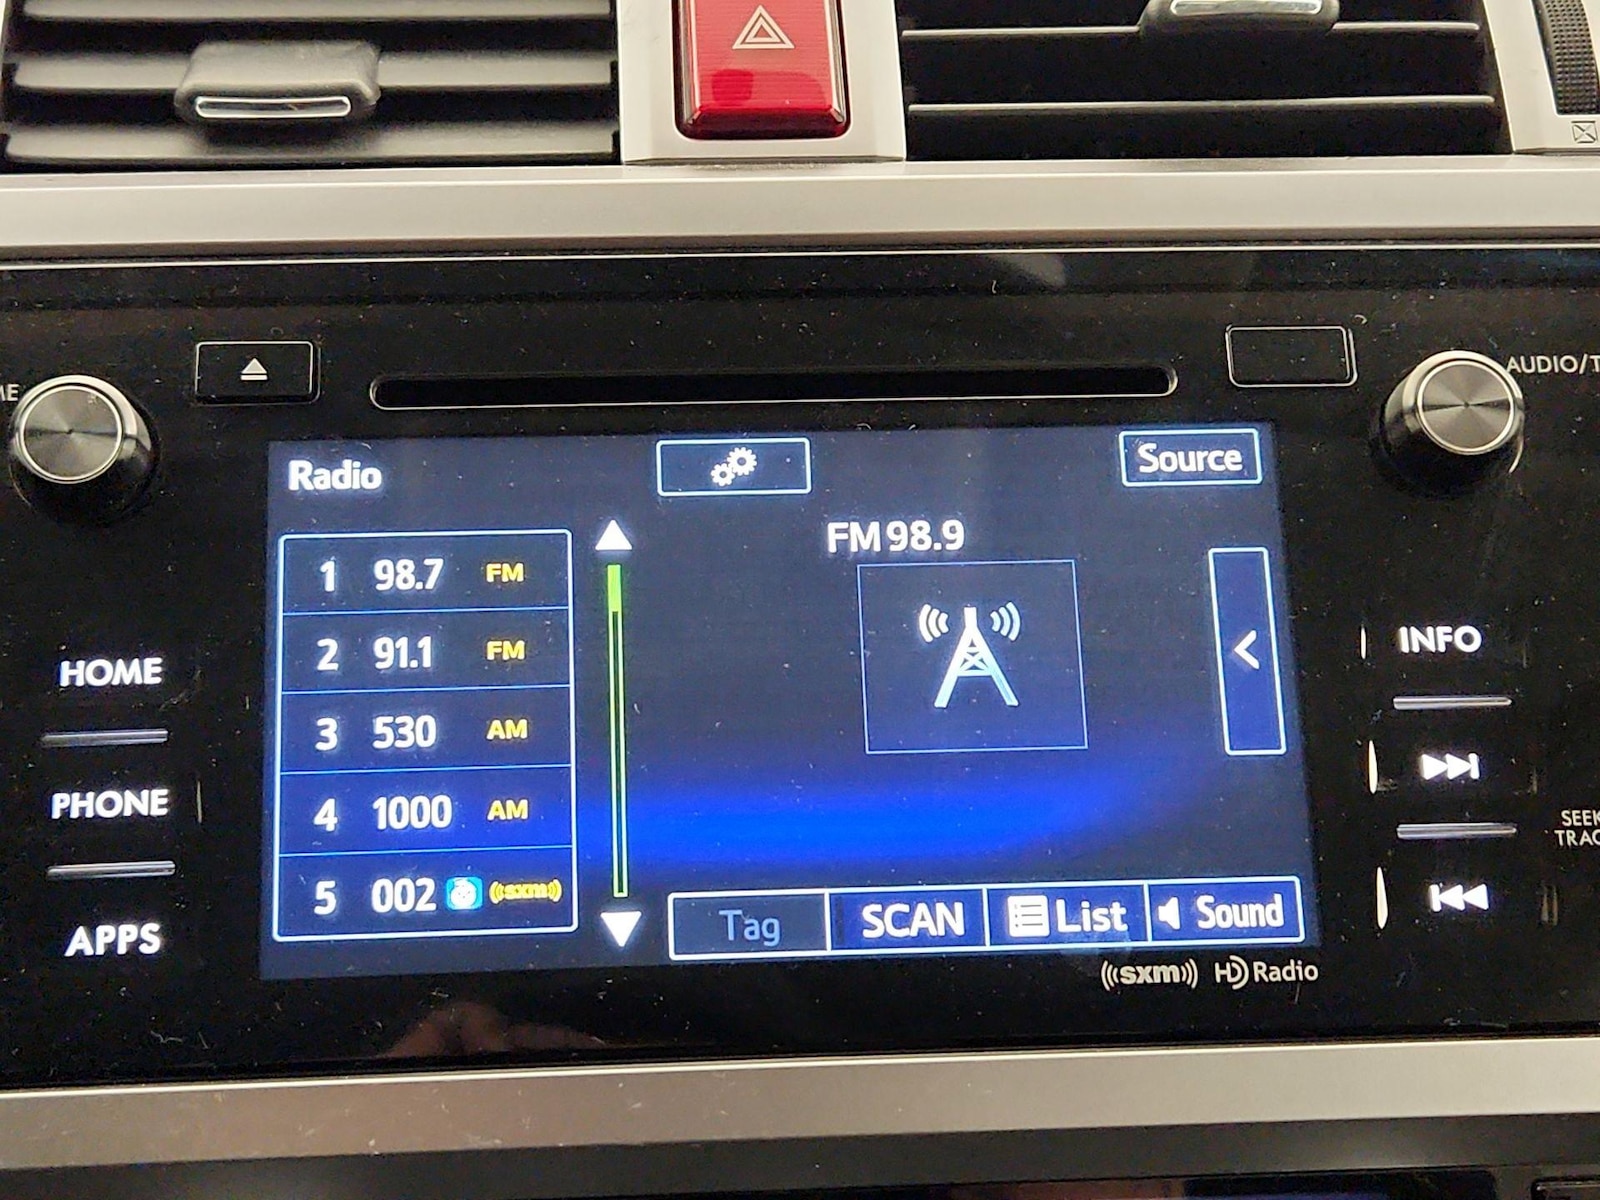 AUDIO/T
Radio
Source
FM 98.9
1 98.7 FM
2 91.1 FM
3 530 AM
4 1000 AM
5 002 ((sxm))
HOME
PHONE
APPS
INFO
SEEK
TRAC
Tag
SCAN
List
Sound
((sxm)) HD Radio